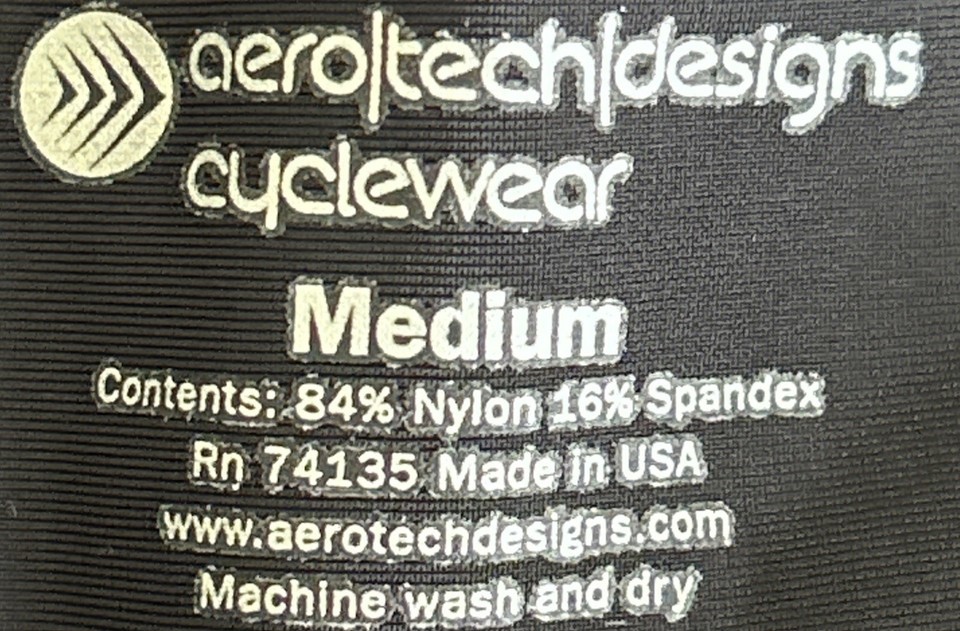 aero|tech|designs
cyclewear
Medium
Contents: 84% Nylon 16% Spandex
Rn 74135 Made in USA
www.aerotechdesigns.com
Machine wash and dry